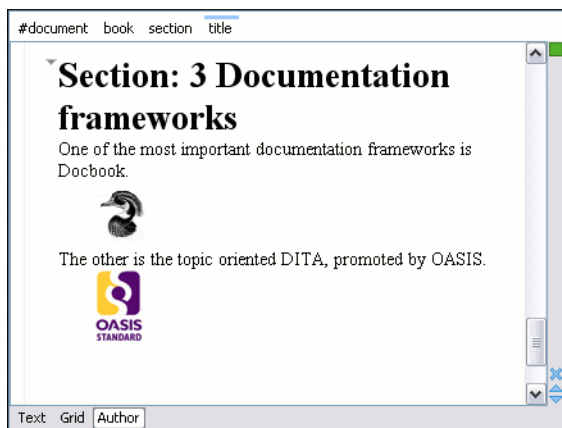 #document book section title
Section: 3 Documentation
frameworks
One of the most important documentation frameworks is
Docbook.
The other is the topic oriented DITA, promoted by OASIS.
OASIS
STANDARD
Text Grid Author